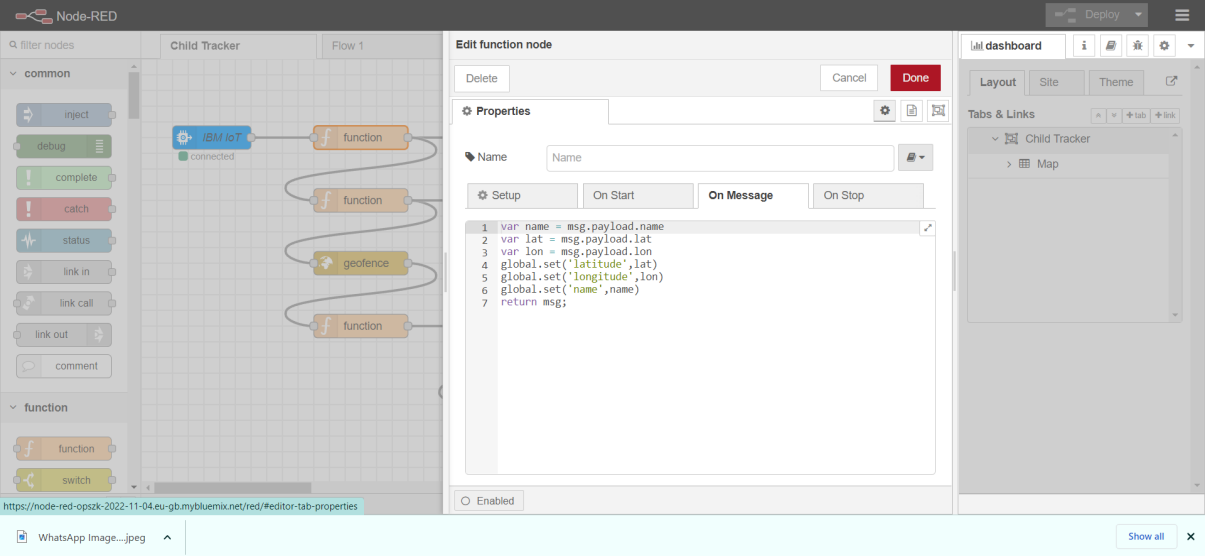 Node-RED
Deploy
filter nodes
Child Tracker
Flow 1
Edit function node
dashboard
i
Delete
Cancel
Done
common
Layout
Site
Theme
Properties
Tabs & Links
tab
link
inject
IBM IoT
function
Child Tracker
debug
connected
Name
Name
Map
complete
function
Setup
On Start
On Message
On Stop
catch
status
1 var name = msg.payload.name
2 var lat = msg.payload.lat
3 var lon = msg.payload.lon
4 global.set('latitude',lat)
5 global.set('longitude',lon)
6 global.set('name',name)
7 return msg;
geofence
link in
link call
function
link out
comment
function
function
switch
Enabled
https://node-red-opszk-2022-11-04.eu-gb.mybluemix.net/red/#editor-tab-properties
WhatsApp Image....jpeg
Show all